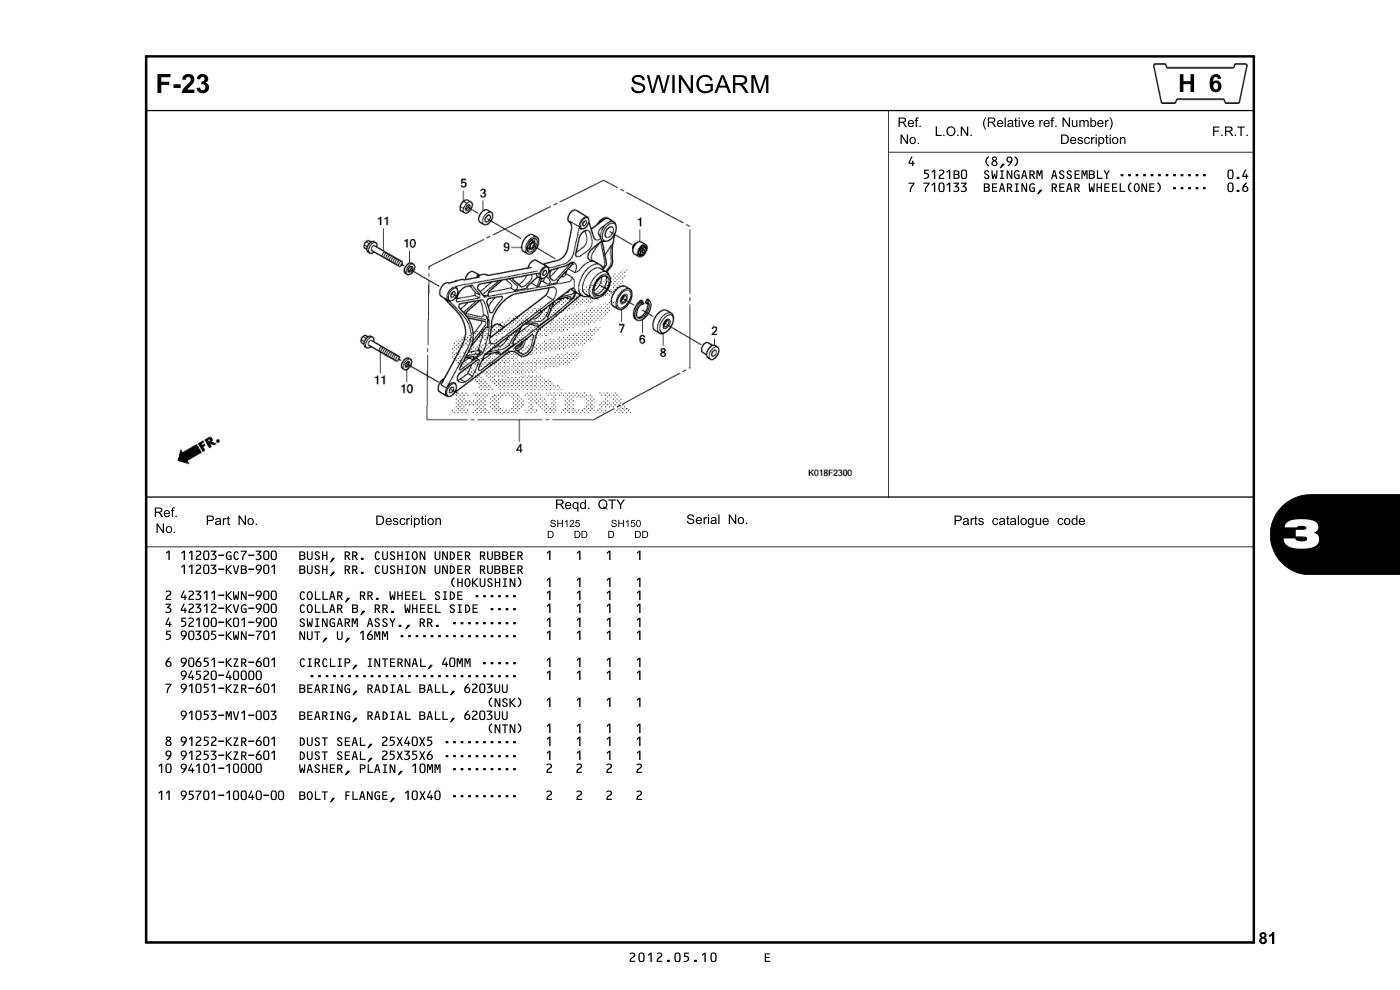 F-23
SWINGARM
H 6
Ref. No. L.O.N. (Relative ref. Number) Description F.R.T.
4 (8,9)
5121B0 SWINGARM ASSEMBLY ------------ 0.4
7 710133 BEARING, REAR WHEEL(ONE) ----- 0.6
5
3
11
10
9
1
7
6
8
2
11
10
HONDA
4
FR.
K018F2300
Ref. No. Part No. Description Reqd. QTY Serial No. Parts catalogue code
SH125 SH150
D DD D DD
1 11203-GC7-300 BUSH, RR. CUSHION UNDER RUBBER 1 1 1 1
11203-KVB-901 BUSH, RR. CUSHION UNDER RUBBER
(HOKUSHIN) 1 1 1 1
2 42311-KWN-900 COLLAR, RR. WHEEL SIDE ------ 1 1 1 1
3 42312-KVG-900 COLLAR B, RR. WHEEL SIDE ---- 1 1 1 1
4 52100-K01-900 SWINGARM ASSY., RR. --------- 1 1 1 1
5 90305-KWN-701 NUT, U, 16MM ---------------- 1 1 1 1
6 90651-KZR-601 CIRCLIP, INTERNAL, 40MM ----- 1 1 1 1
94520-40000 ---------------------------- 1 1 1 1
7 91051-KZR-601 BEARING, RADIAL BALL, 6203UU
(NSK) 1 1 1 1
91053-MV1-003 BEARING, RADIAL BALL, 6203UU
(NTN) 1 1 1 1
8 91252-KZR-601 DUST SEAL, 25X40X5 ---------- 1 1 1 1
9 91253-KZR-601 DUST SEAL, 25X35X6 ---------- 1 1 1 1
10 94101-10000 WASHER, PLAIN, 10MM --------- 2 2 2 2
11 95701-10040-00 BOLT, FLANGE, 10X40 --------- 2 2 2 2
3
81
2012.05.10 E